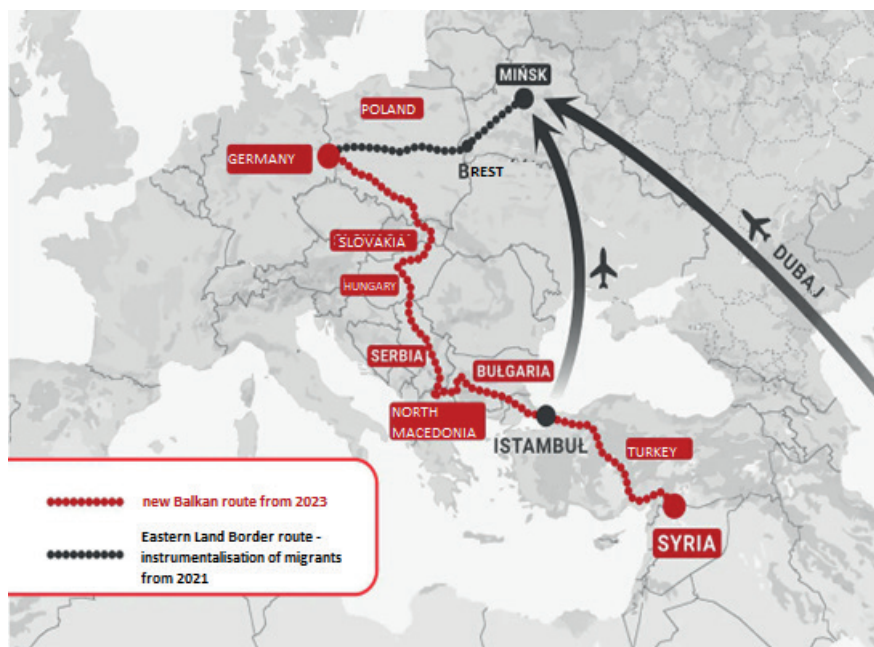 MIŃSK
POLAND
GERMANY
BREST
SLOVAKIA
DUBAJ
HUNGARY
SERBIA
BUŁGARIA
NORTH
MACEDONIA
ISTAMBUŁ
TURKEY
SYRIA
new Balkan route from 2023
Eastern Land Border route -
instrumentalisation of migrants
from 2021